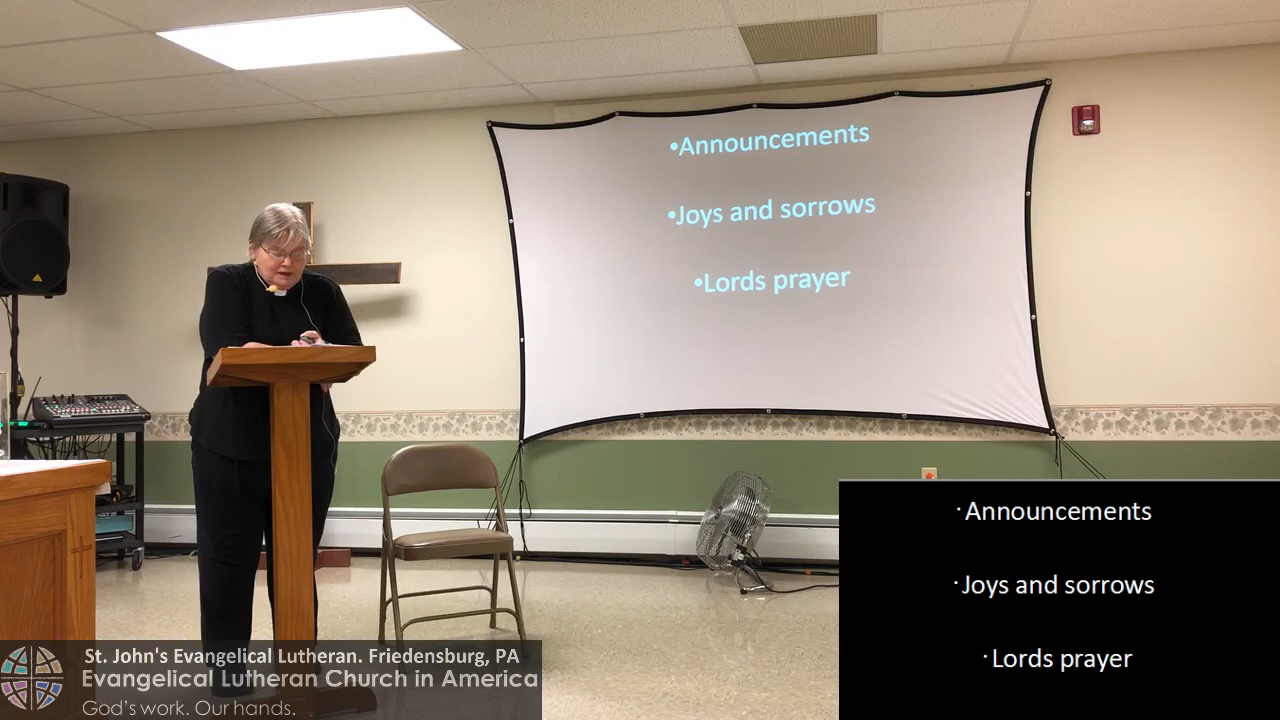 •Announcements
•Joys and sorrows
•Lords prayer
·Announcements
·Joys and sorrows
·Lords prayer
St. John's Evangelical Lutheran. Friedensburg, PA
Evangelical Lutheran Church in America
God's work. Our hands.